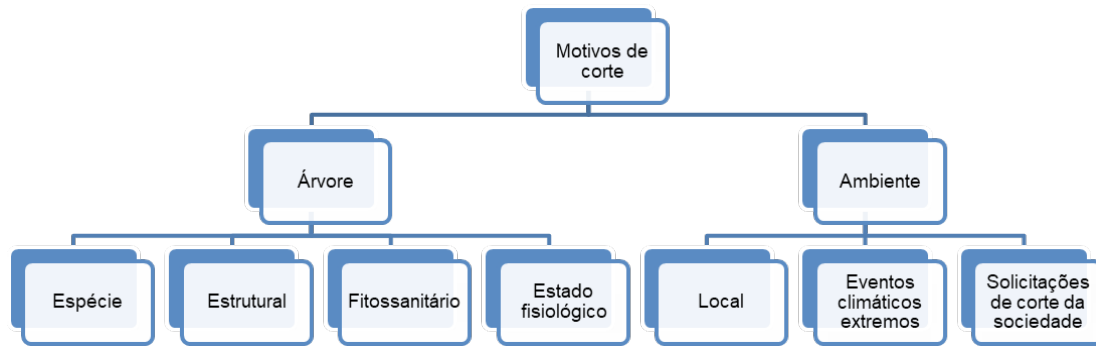 Motivos de
corte
Árvore
Ambiente
Espécie
Estrutural
Fitossanitário
Estado
fisiológico
Local
Eventos
climáticos
extremos
Solicitações
de corte da
sociedade